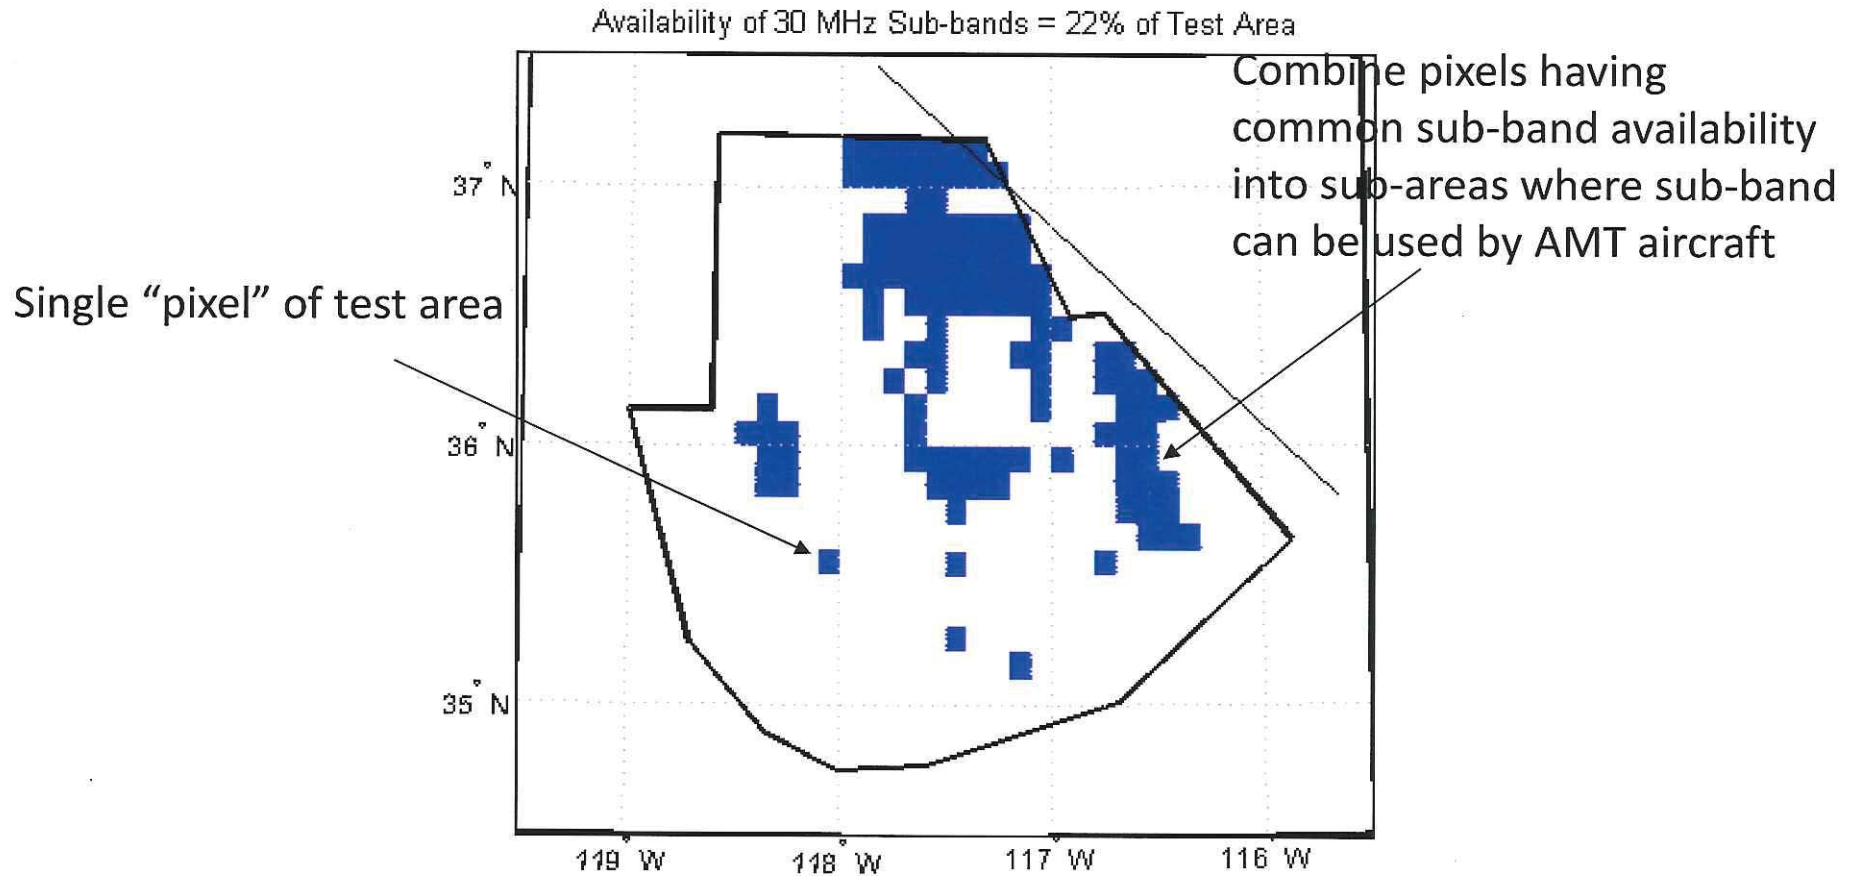 Availability of 30 MHz Sub-bands = 22% of Test Area
Combine pixels having
common sub-band availability
into sub-areas where sub-band
can be used by AMT aircraft
Single “pixel” of test area
37° N
36° N
35° N
119 W 118 W 117 W 116 W